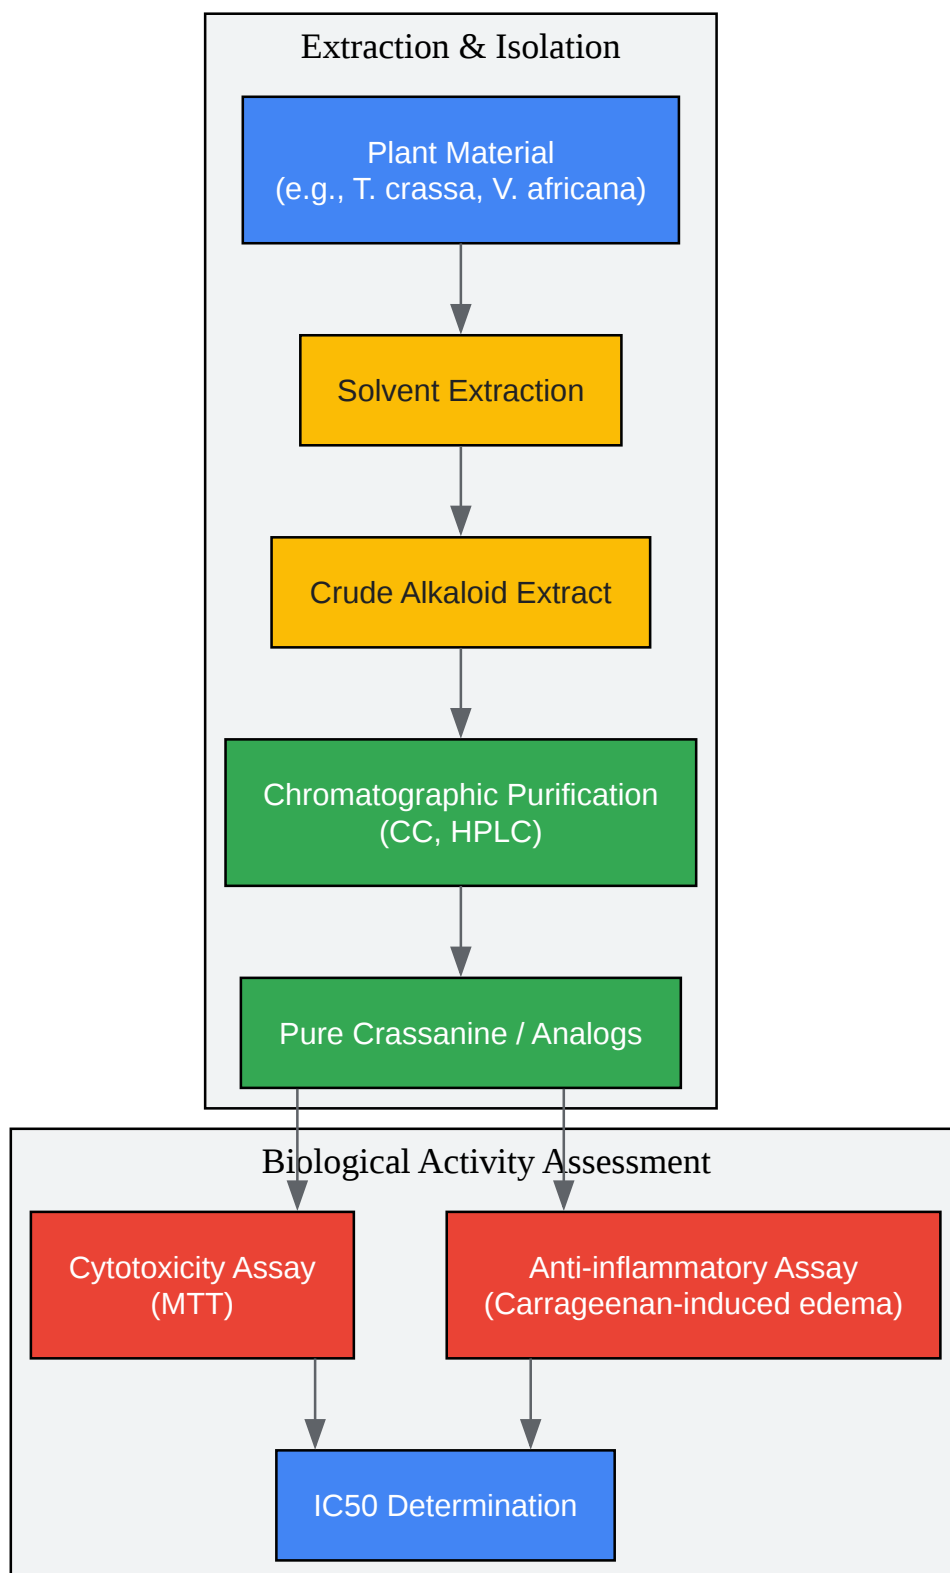 Extraction & Isolation
Plant Material
(e.g., T. crassa, V. africana)
Solvent Extraction
Crude Alkaloid Extract
Chromatographic Purification
(CC, HPLC)
Pure Crassanine / Analogs
Biological Activity Assessment
Cytotoxicity Assay
(MTT)
Anti-inflammatory Assay
(Carrageenan-induced edema)
IC50 Determination